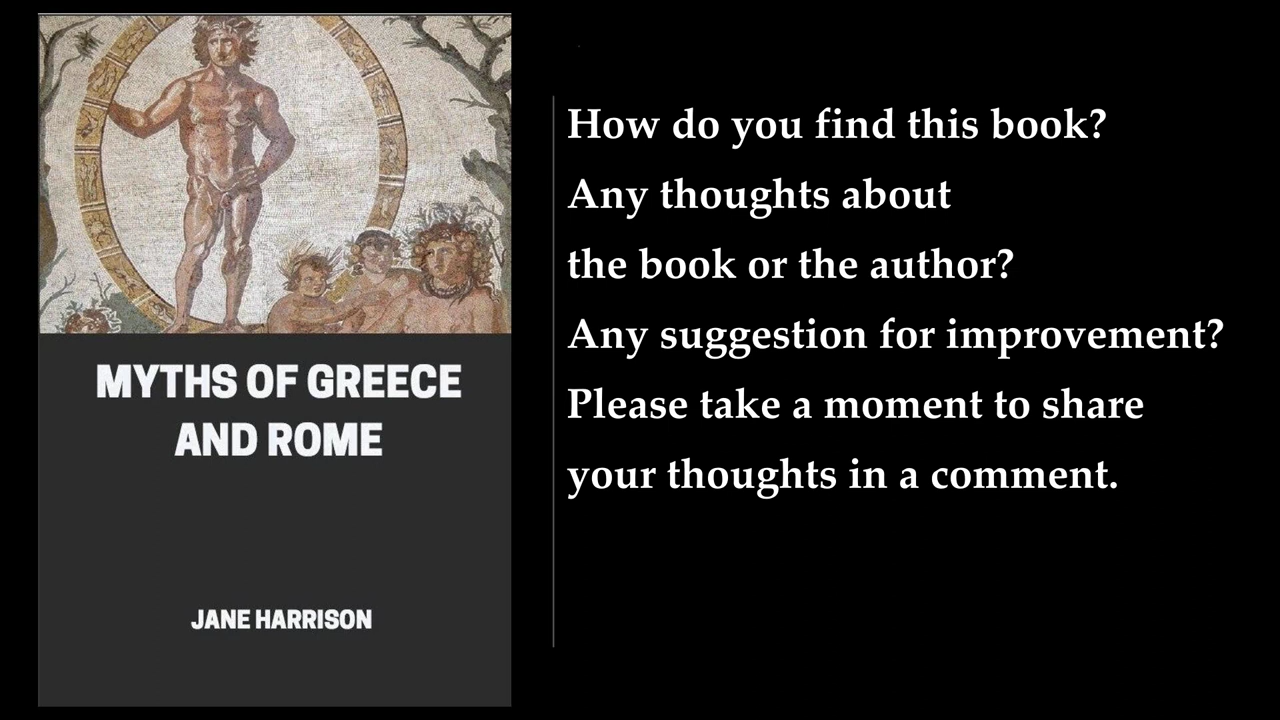 MYTHS OF GREECE
AND ROME
JANE HARRISON
How do you find this book?
Any thoughts about
the book or the author?
Any suggestion for improvement?
Please take a moment to share
your thoughts in a comment.